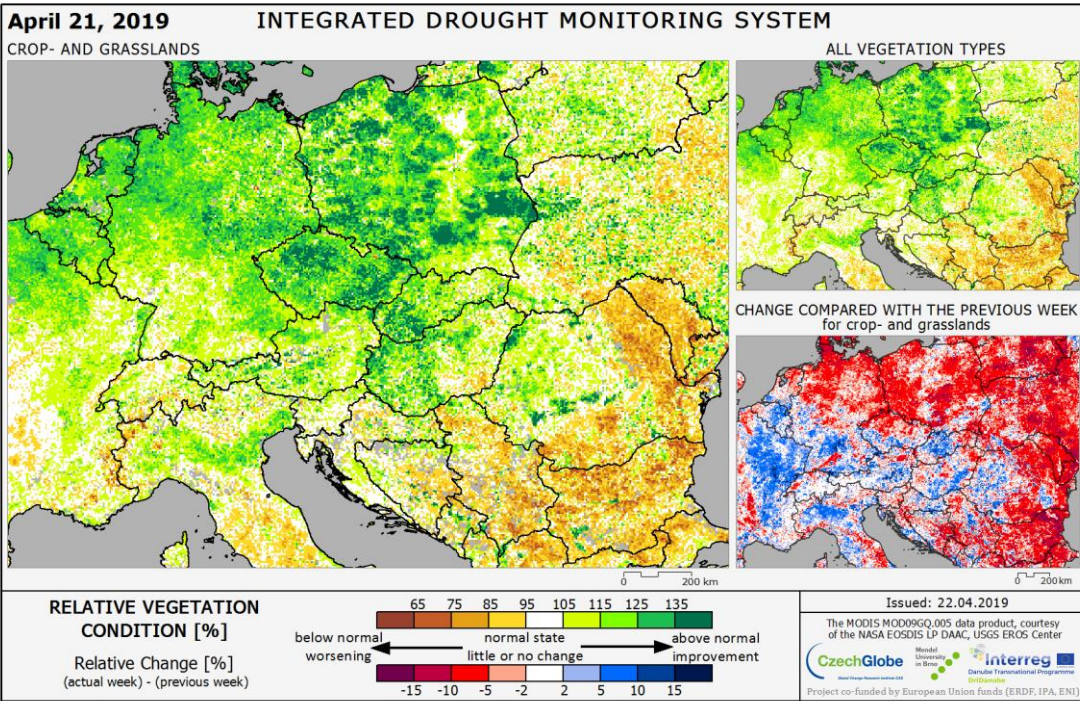 April 21, 2019
INTEGRATED DROUGHT MONITORING SYSTEM
CROP- AND GRASSLANDS
ALL VEGETATION TYPES
CHANGE COMPARED WITH THE PREVIOUS WEEK
for crop- and grasslands
0 200 km
0 200 km
RELATIVE VEGETATION
CONDITION [%]
Relative Change [%]
(actual week) - (previous week)
65 75 85 95 105 115 125 135
below normal normal state above normal
worsening little or no change improvement
-15 -10 -5 -2 2 5 10 15
Issued: 22.04.2019
The MODIS MOD09GQ.005 data product, courtesy
of the NASA EOSDIS LP DAAC, USGS EROS Center
CzechGlobe
Global Change Research Institute CAS
Mendel
University
in Brno
Interreg
Danube Transnational Programme
DriDanube
Project co-funded by European Union funds (ERDF, IPA, ENI)